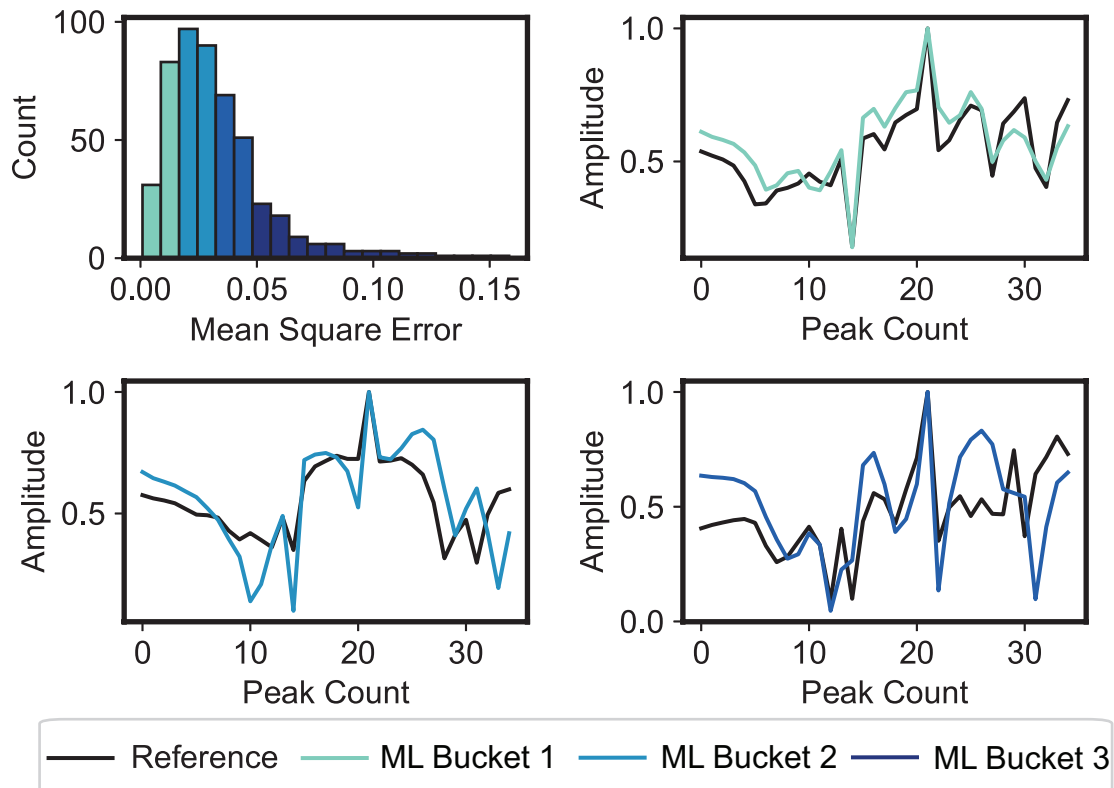 100
50
0
Count
0.00 0.05 0.10 0.15
Mean Square Error
1.0
0.5
Amplitude
0 10 20 30
Peak Count
1.0
0.5
Amplitude
0 10 20 30
Peak Count
1.0
0.5
0.0
Amplitude
0 10 20 30
Peak Count
Reference ML Bucket 1 ML Bucket 2 ML Bucket 3